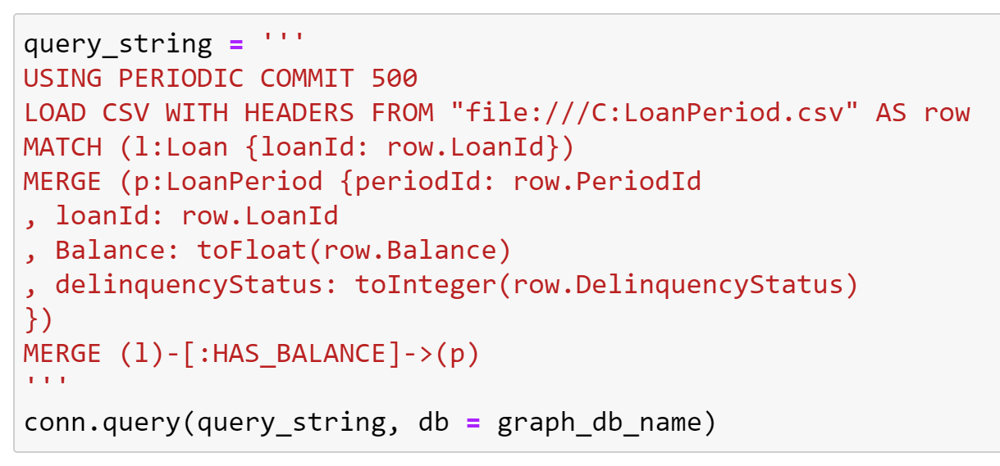 query_string = '''
USING PERIODIC COMMIT 500
LOAD CSV WITH HEADERS FROM "file:///C:LoanPeriod.csv" AS row
MATCH (l:Loan {loanId: row.LoanId})
MERGE (p:LoanPeriod {periodId: row.PeriodId
, loanId: row.LoanId
, Balance: toFloat(row.Balance)
, delinquencyStatus: toInteger(row.DelinquencyStatus)
})
MERGE (l)-[:HAS_BALANCE]->(p)
'''
conn.query(query_string, db = graph_db_name)